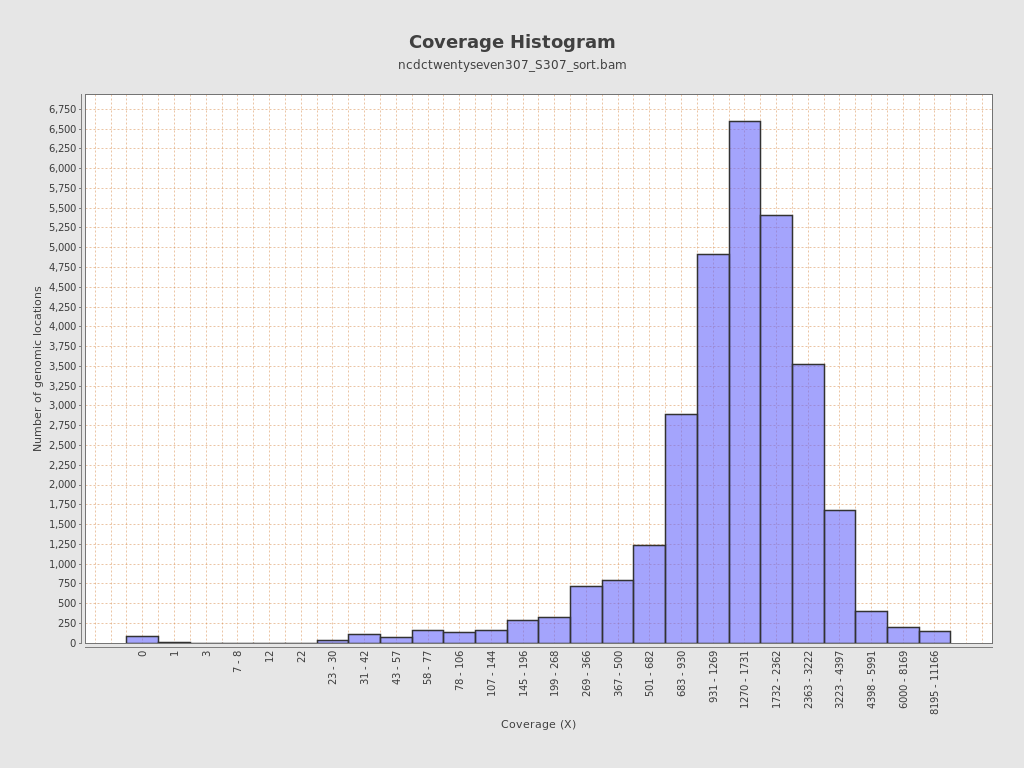 Coverage Histogram
ncdctwentyseven307_S307_sort.bam
Number of genomic locations
6,750
6,500
6,250
6,000
5,750
5,500
5,250
5,000
4,750
4,500
4,250
4,000
3,750
3,500
3,250
3,000
2,750
2,500
2,250
2,000
1,750
1,500
1,250
1,000
750
500
250
0
0
1
3
7 - 8
12
22
23 - 30
31 - 42
43 - 57
58 - 77
78 - 106
107 - 144
145 - 196
199 - 268
269 - 366
367 - 500
501 - 682
683 - 930
931 - 1269
1270 - 1731
1732 - 2362
2363 - 3222
3223 - 4397
4398 - 5991
6000 - 8169
8195 - 11166
Coverage (X)